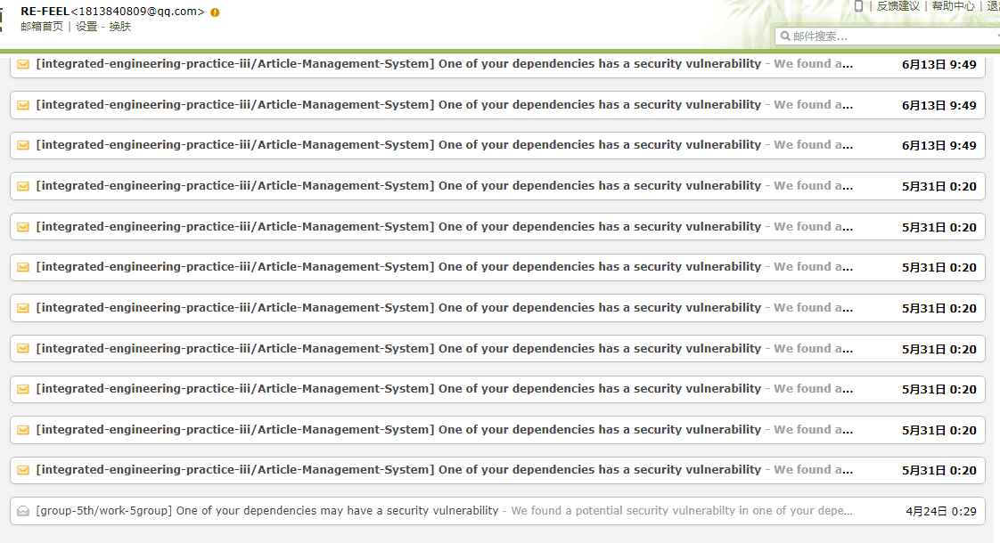 RE-FEEL<1813840809@qq.com>
反馈建议 | 帮助中心 |
邮箱首页 | 设置 - 换肤
邮件搜索...
[integrated-engineering-practice-iii/Article-Management-System] One of your dependencies has a security vulnerability - We found a... 6月13日 9:49
[integrated-engineering-practice-iii/Article-Management-System] One of your dependencies has a security vulnerability - We found a... 6月13日 9:49
[integrated-engineering-practice-iii/Article-Management-System] One of your dependencies has a security vulnerability - We found a... 6月13日 9:49
[integrated-engineering-practice-iii/Article-Management-System] One of your dependencies has a security vulnerability - We found a... 5月31日 0:20
[integrated-engineering-practice-iii/Article-Management-System] One of your dependencies has a security vulnerability - We found a... 5月31日 0:20
[integrated-engineering-practice-iii/Article-Management-System] One of your dependencies has a security vulnerability - We found a... 5月31日 0:20
[integrated-engineering-practice-iii/Article-Management-System] One of your dependencies has a security vulnerability - We found a... 5月31日 0:20
[integrated-engineering-practice-iii/Article-Management-System] One of your dependencies has a security vulnerability - We found a... 5月31日 0:20
[integrated-engineering-practice-iii/Article-Management-System] One of your dependencies has a security vulnerability - We found a... 5月31日 0:20
[integrated-engineering-practice-iii/Article-Management-System] One of your dependencies has a security vulnerability - We found a... 5月31日 0:20
[integrated-engineering-practice-iii/Article-Management-System] One of your dependencies has a security vulnerability - We found a... 5月31日 0:20
[group-5th/work-5group] One of your dependencies may have a security vulnerability - We found a potential security vulnerabilty in one of your depe... 4月24日 0:29